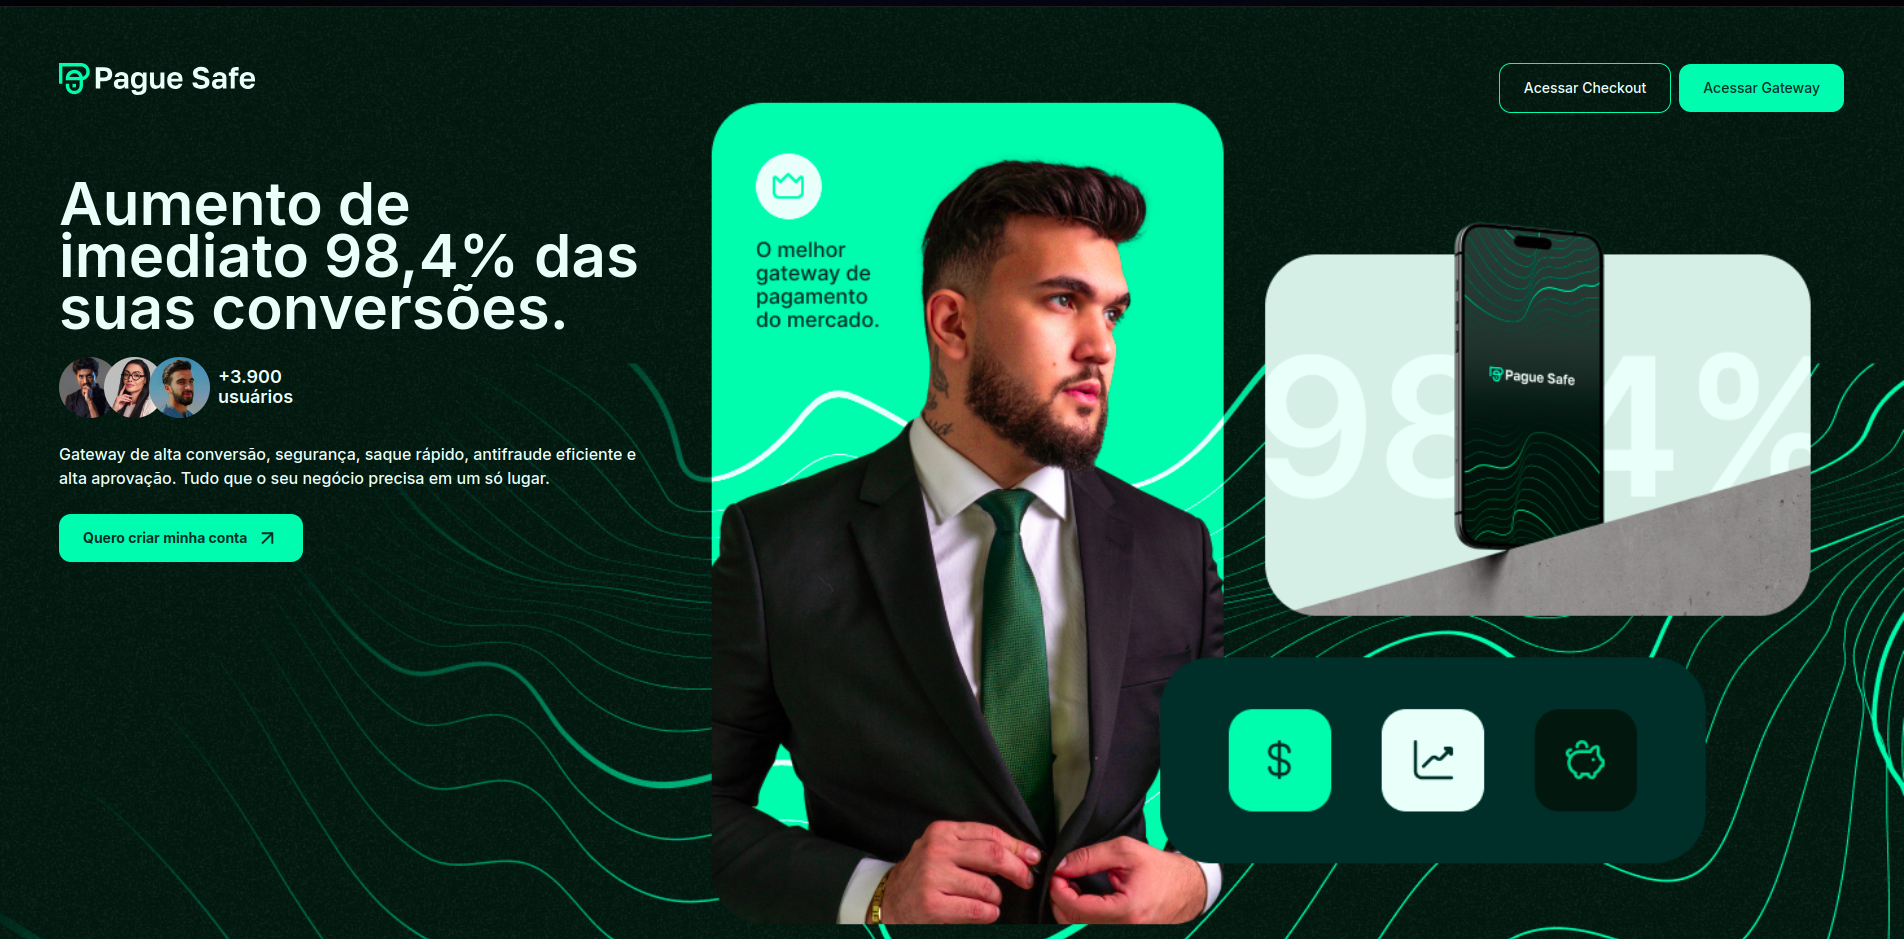 Pague Safe
Acessar Checkout
Acessar Gateway
Aumento de
imediato 98,4% das
suas conversões.
+3.900
usuários
Gateway de alta conversão, segurança, saque rápido, antifraude eficiente e
alta aprovação. Tudo que o seu negócio precisa em um só lugar.
Quero criar minha conta
O melhor
gateway de
pagamento
do mercado.
98 4%
Pague Safe
$